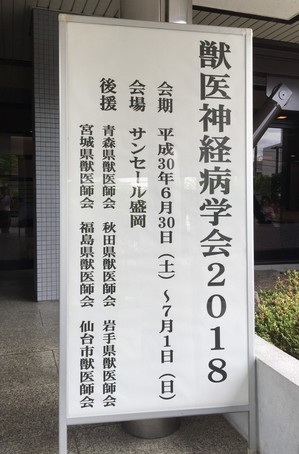 獣医神経病学会2018
会期　平成30年6月30日（土）～7月1日（日）
会場　サンセール盛岡
後援　青森県獣医師会　秋田県獣医師会　岩手県獣医師会
宮城県獣医師会　福島県獣医師会　仙台市獣医師会